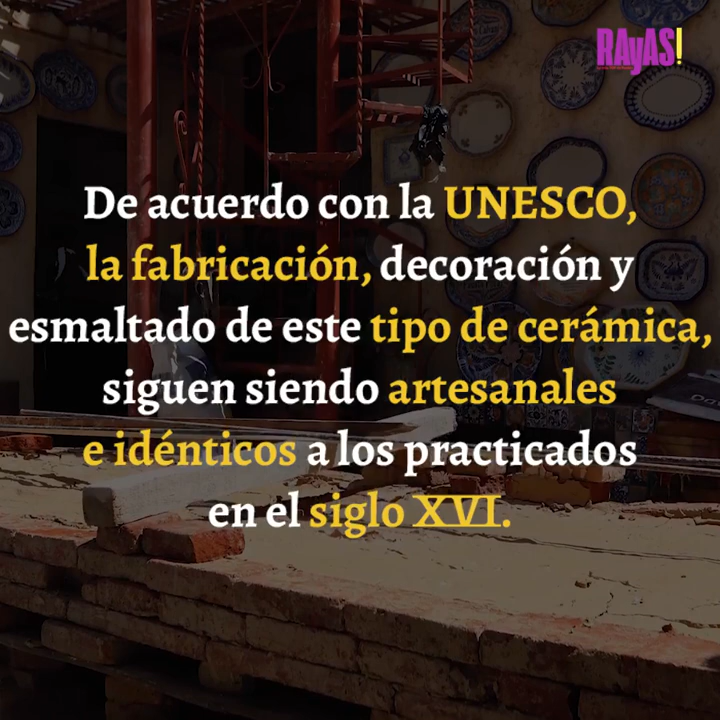 RAyAS!
De acuerdo con la UNESCO,
la fabricación, decoración y
esmaltado de este tipo de cerámica,
siguen siendo artesanales
e idénticos a los practicados
en el siglo XVI.